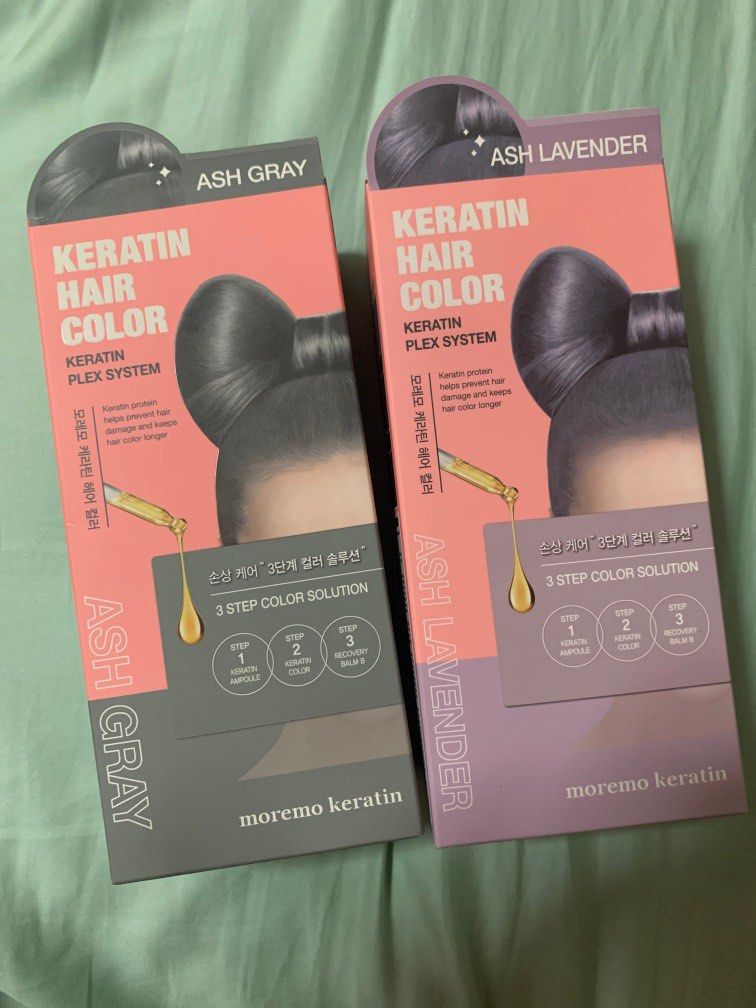 ASH GRAY
KERATIN
HAIR
COLOR
KERATIN
PLEX SYSTEM
Keratin protein
helps prevent hair
damage and keeps
hair color longer
모레모 케라틴 헤어 컬러
손상 케어 "3단계 컬러 솔루션"
3 STEP COLOR SOLUTION
STEP
1
KERATIN
AMPOULE
STEP
2
KERATIN
COLOR
STEP
3
RECOVERY
BALM B
ASH GRAY
moremo keratin
ASH LAVENDER
KERATIN
HAIR
COLOR
KERATIN
PLEX SYSTEM
Keratin protein
helps prevent hair
damage and keeps
hair color longer
모레모 케라틴 헤어 컬러
손상 케어 "3단계 컬러 솔루션"
3 STEP COLOR SOLUTION
STEP
1
KERATIN
AMPOULE
STEP
2
KERATIN
COLOR
STEP
3
RECOVERY
BALM B
ASH LAVENDER
moremo keratin